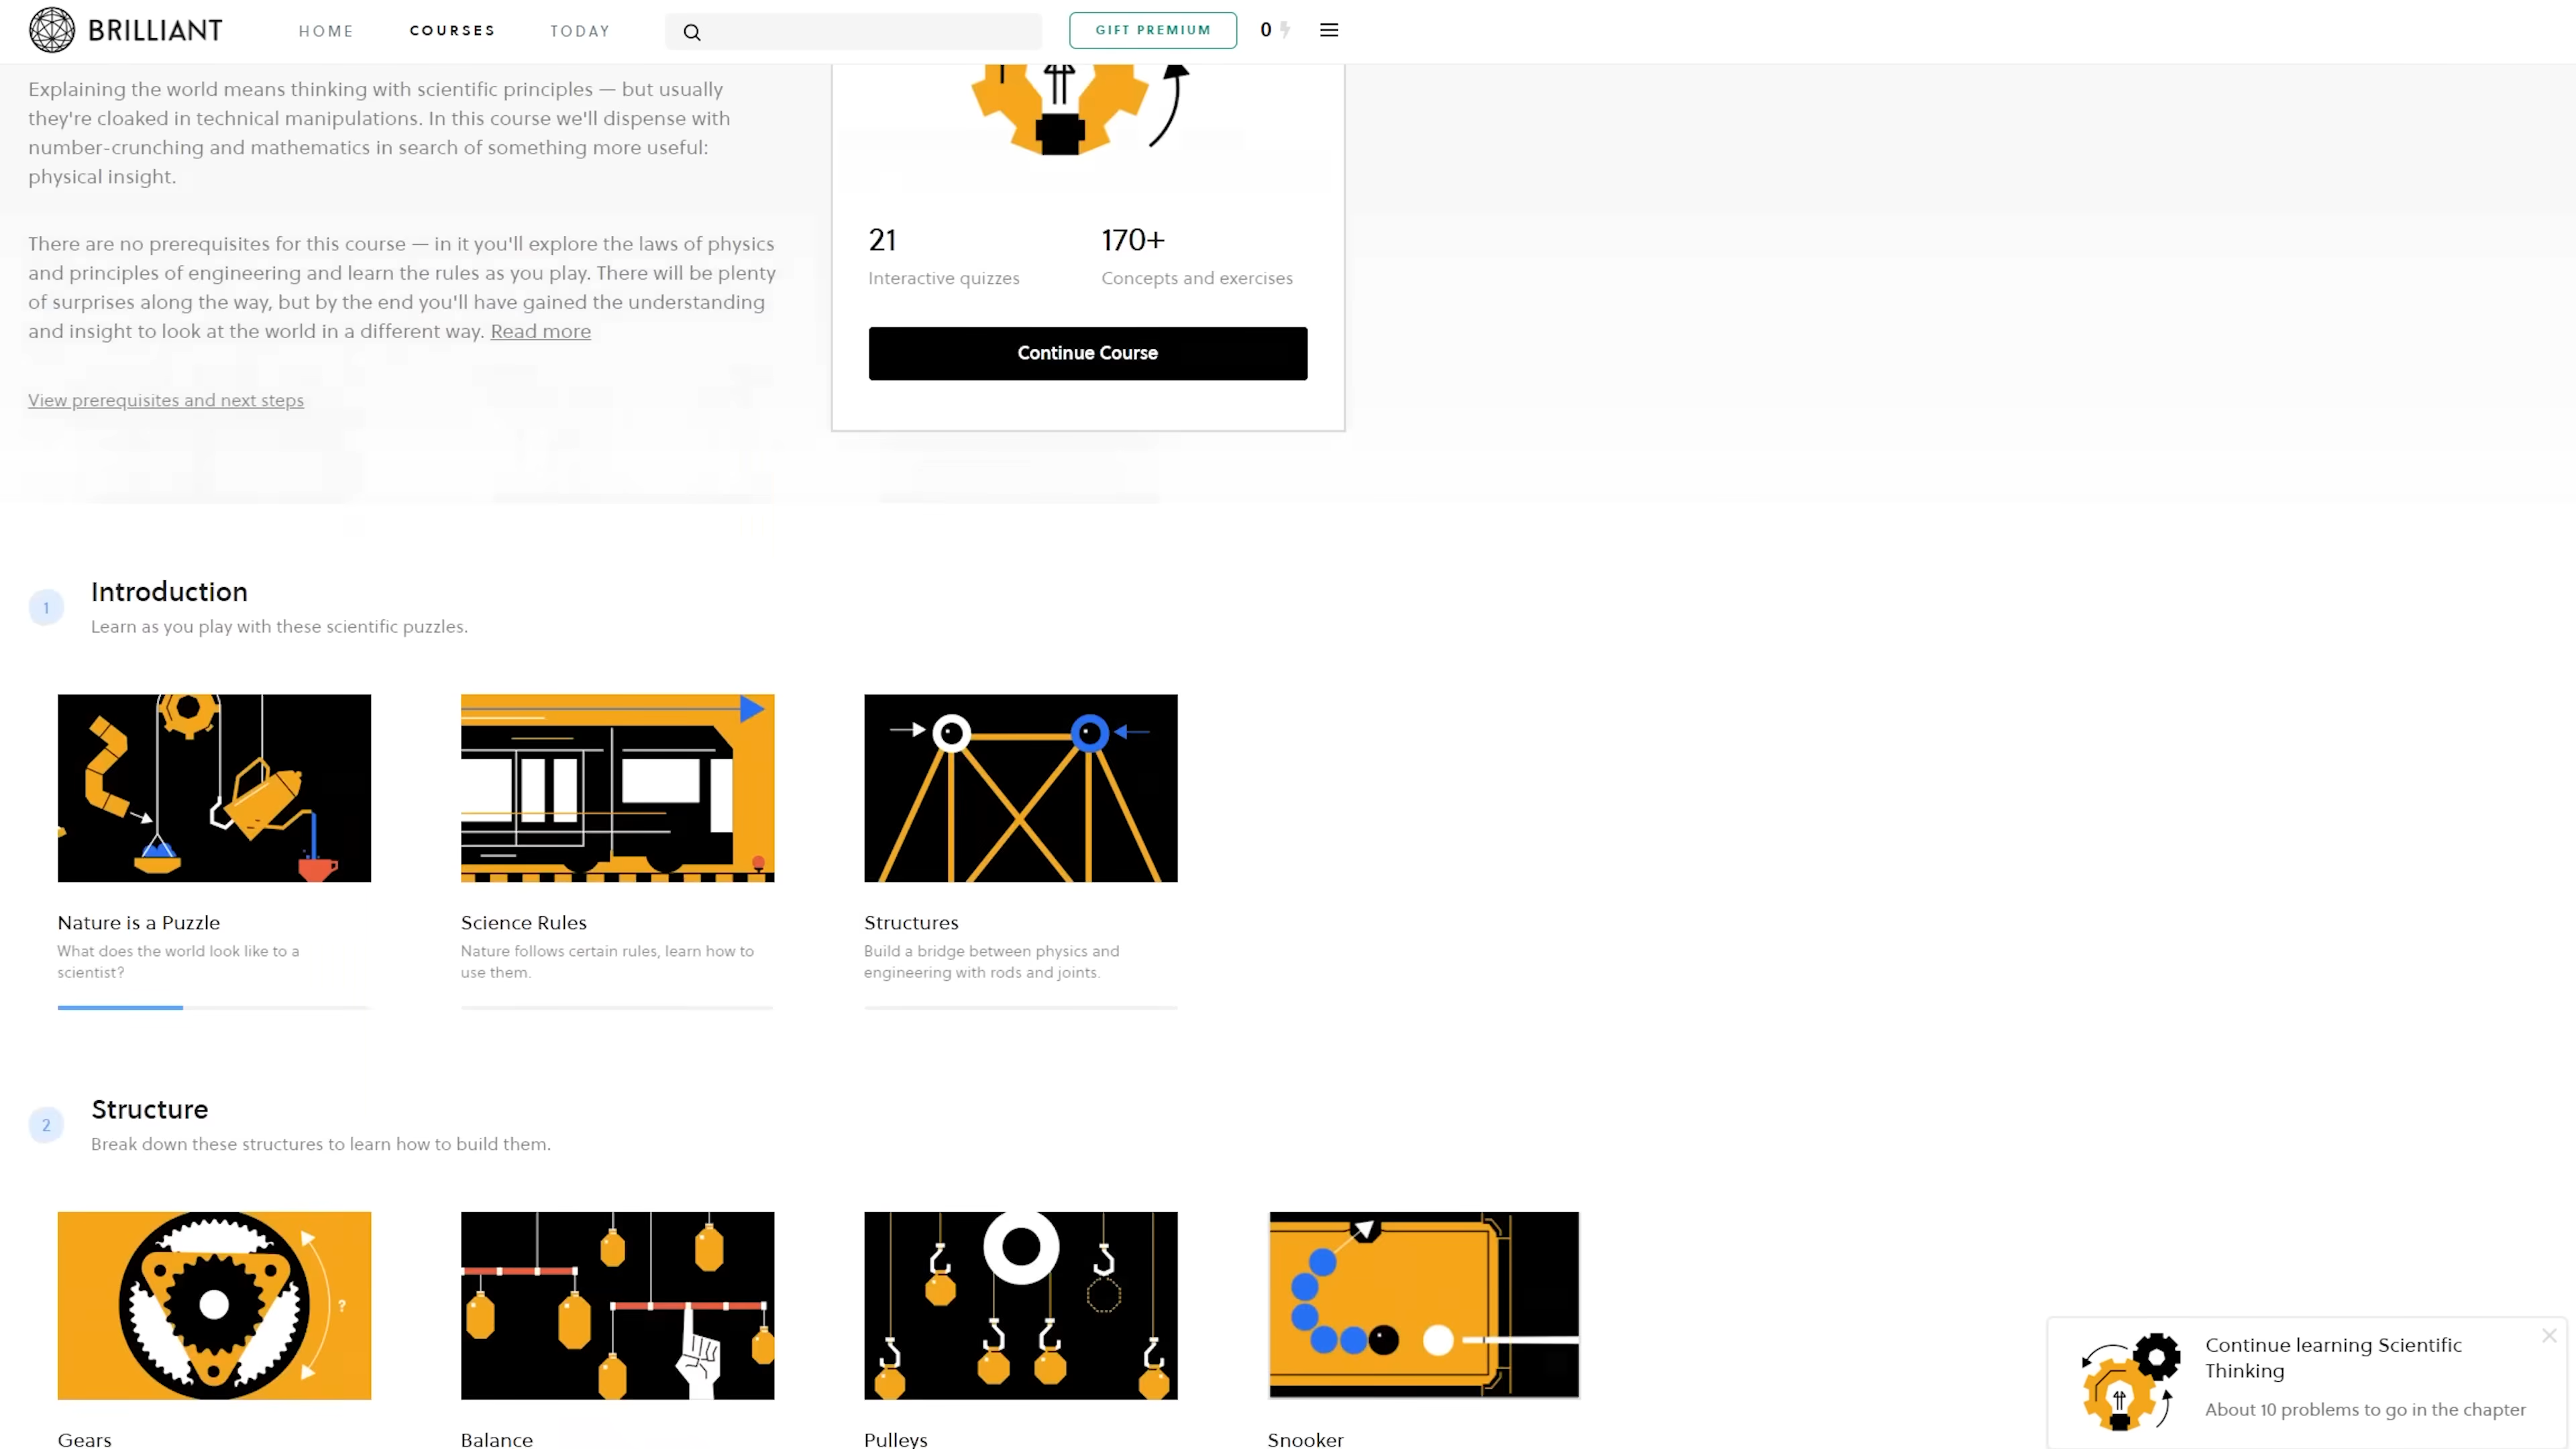 BRILLIANT
HOME
COURSES
TODAY
GIFT PREMIUM
0
Explaining the world means thinking with scientific principles — but usually
they're cloaked in technical manipulations. In this course we'll dispense with
number-crunching and mathematics in search of something more useful:
physical insight.
There are no prerequisites for this course — in it you'll explore the laws of physics
and principles of engineering and learn the rules as you play. There will be plenty
of surprises along the way, but by the end you'll have gained the understanding
and insight to look at the world in a different way. Read more
View prerequisites and next steps
21
Interactive quizzes
170+
Concepts and exercises
Continue Course
1
Introduction
Learn as you play with these scientific puzzles.
Nature is a Puzzle
What does the world look like to a
scientist?
Science Rules
Nature follows certain rules, learn how to
use them.
Structures
Build a bridge between physics and
engineering with rods and joints.
2
Structure
Break down these structures to learn how to build them.
?
Gears
Balance
Pulleys
Snooker
Continue learning Scientific
Thinking
About 10 problems to go in the chapter